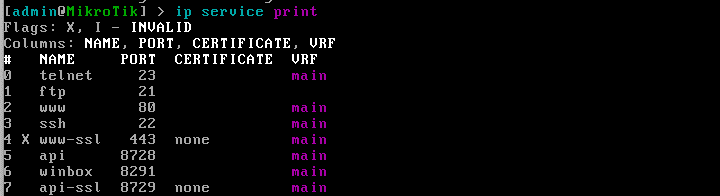 [admin@MikroTik] > ip service print
Flags: X, I - INVALID
Columns: NAME, PORT, CERTIFICATE, VRF
#   NAME     PORT  CERTIFICATE  VRF
0   telnet     23               main
1   ftp        21
2   www        80               main
3   ssh        22               main
4 X www-ssl   443  none         main
5   api      8728               main
6   winbox   8291               main
7   api-ssl  8729  none         main